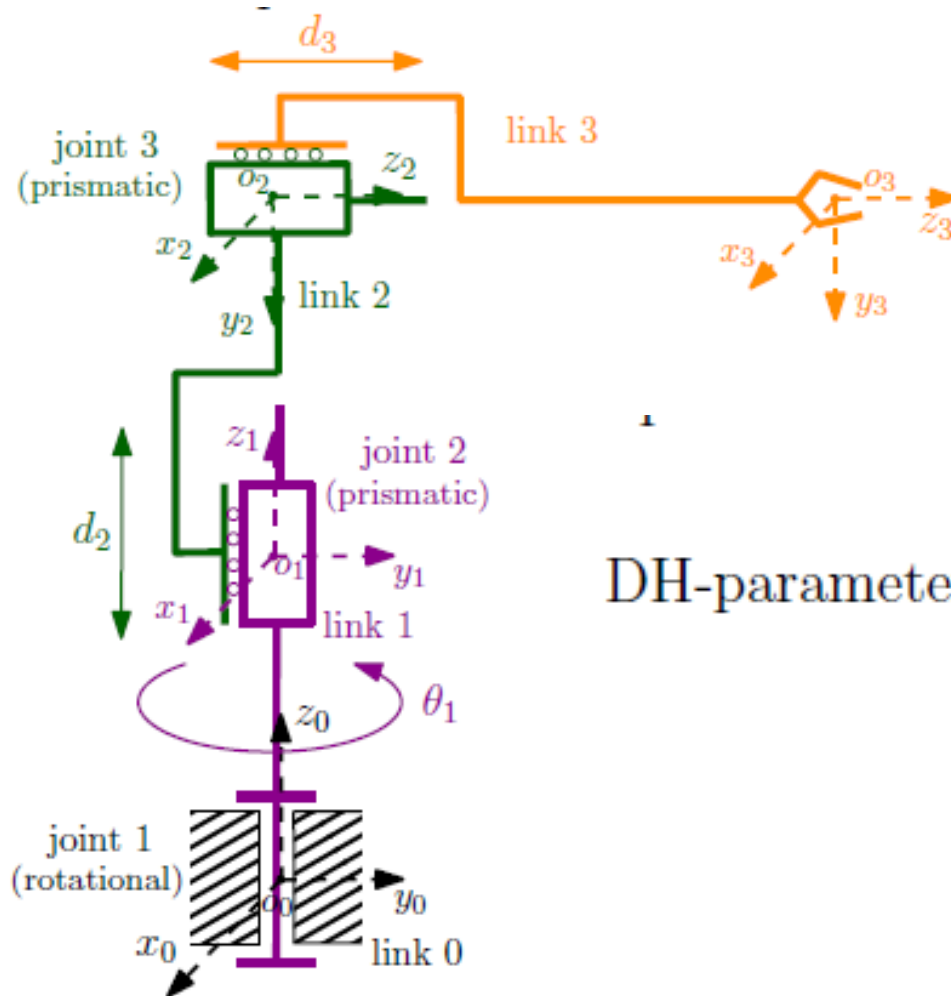 d₃
joint 3
(prismatic)
link 3
o₂
z₂
o₃
z₃
x₂
x₃
link 2
y₂
y₃
z₁
joint 2
(prismatic)
d₂
o₁
y₁
x₁
link 1
DH-paramete
θ₁
z₀
joint 1
(rotational)
o₀
y₀
x₀
link 0